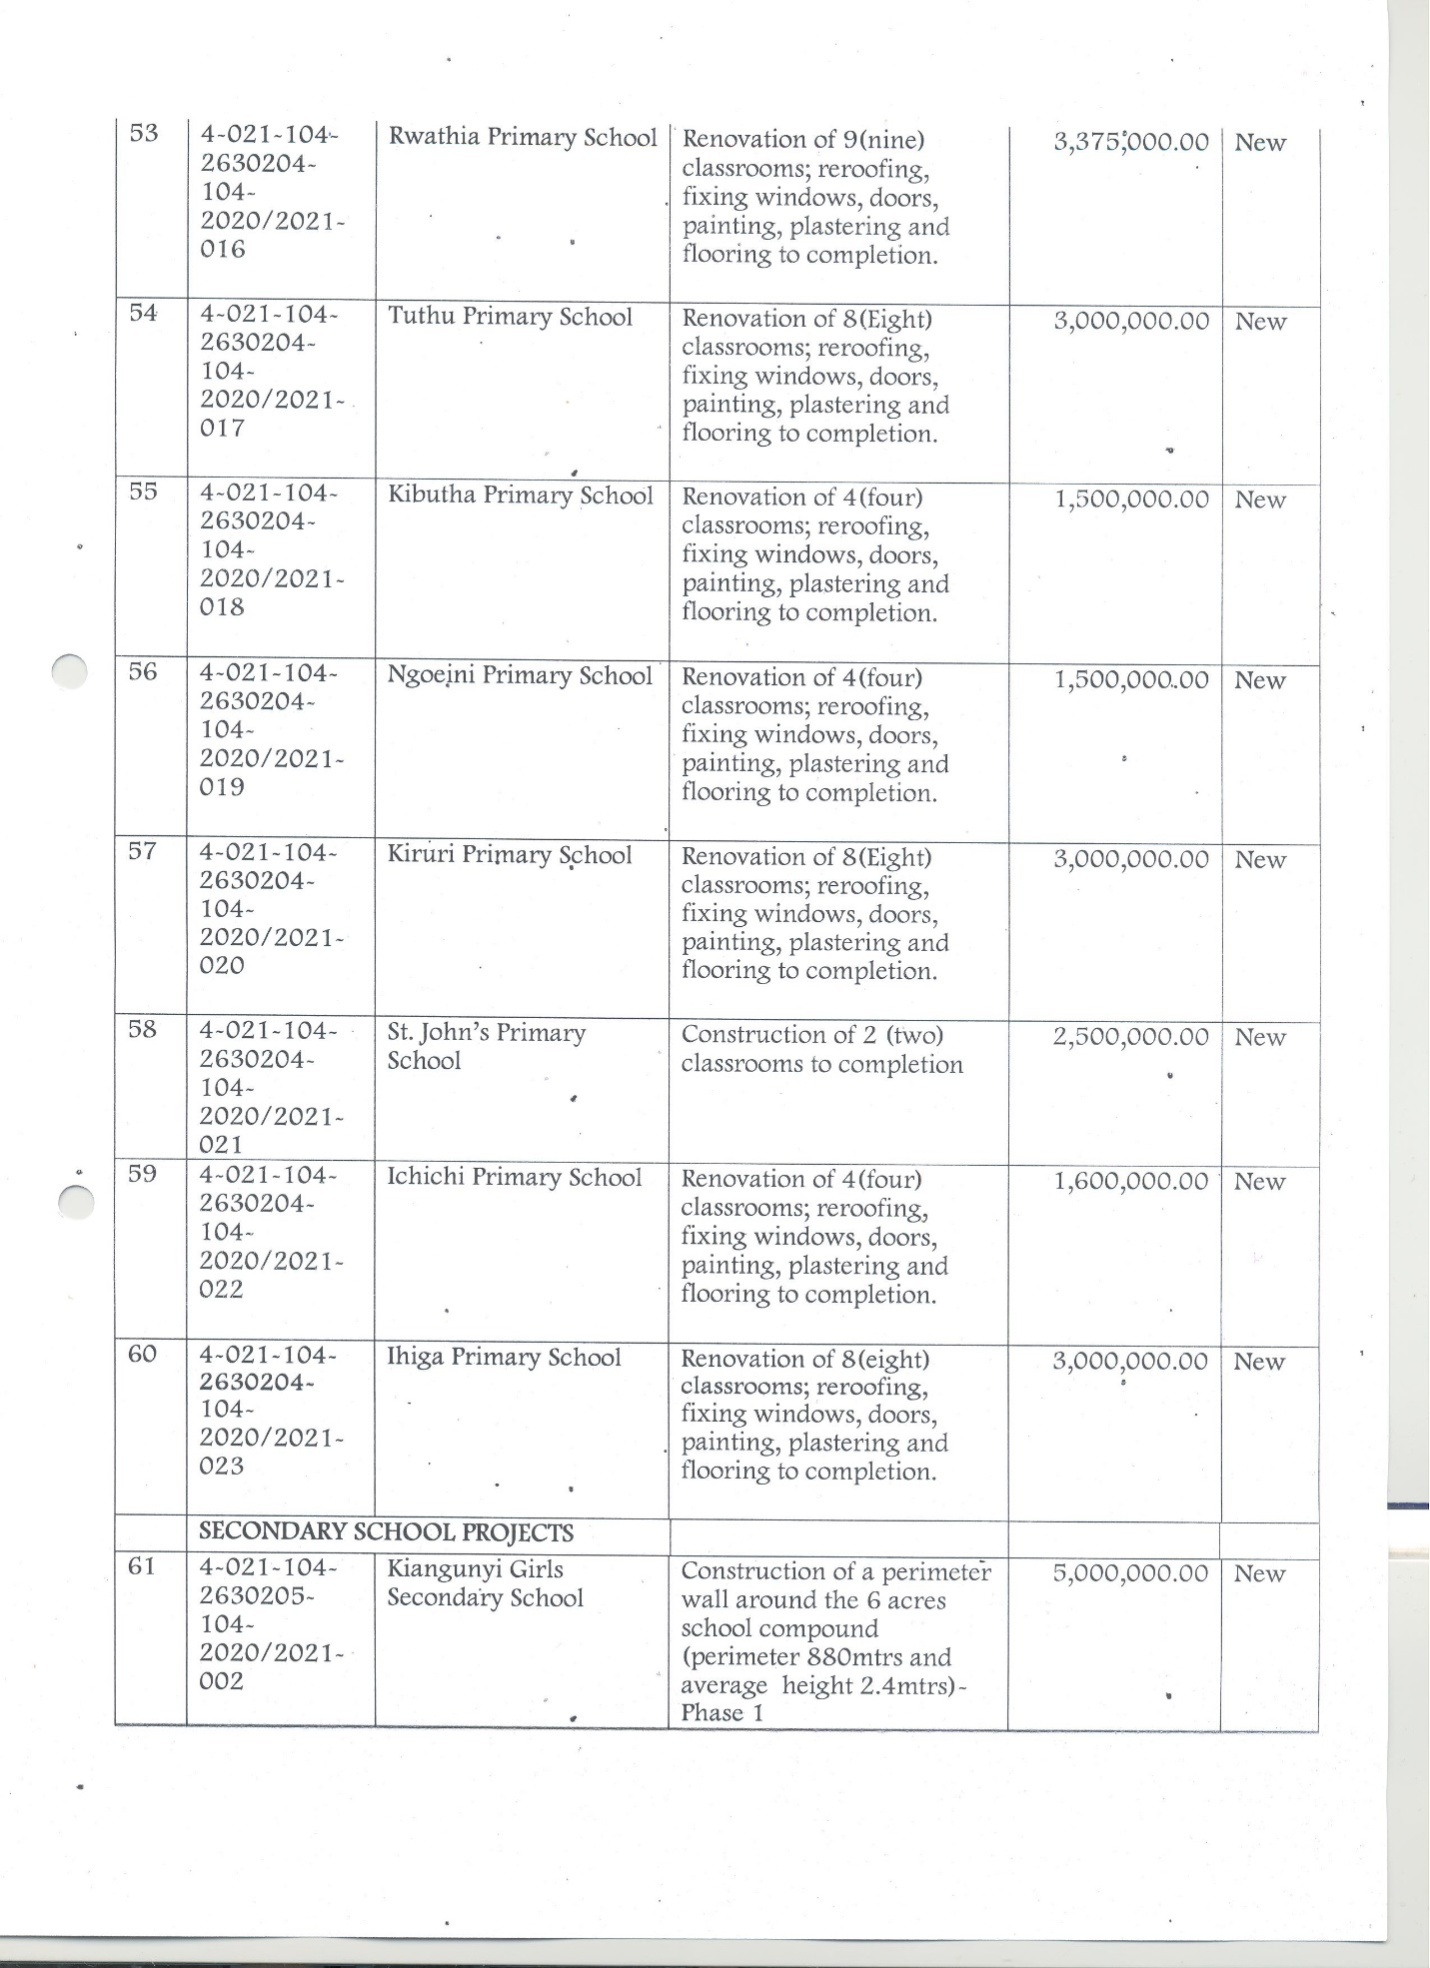 53
4-021-104-
2630204-
104-
2020/2021-
016
Rwathia Primary School
Renovation of 9(nine)
classrooms; reroofing,
fixing windows, doors,
painting, plastering and
flooring to completion.
3,375,000.00
New
54
4-021-104-
2630204-
104-
2020/2021-
017
Tuthu Primary School
Renovation of 8(Eight)
classrooms; reroofing,
fixing windows, doors,
painting, plastering and
flooring to completion.
3,000,000.00
New
55
4-021-104-
2630204-
104-
2020/2021-
018
Kibutha Primary School
Renovation of 4(four)
classrooms; reroofing,
fixing windows, doors,
painting, plastering and
flooring to completion.
1,500,000.00
New
56
4-021-104-
2630204-
104-
2020/2021-
019
Ngoeini Primary School
Renovation of 4(four)
classrooms; reroofing,
fixing windows, doors,
painting, plastering and
flooring to completion.
1,500,000.00
New
57
4-021-104-
2630204-
104-
2020/2021-
020
Kiruri Primary School
Renovation of 8(Eight)
classrooms; reroofing,
fixing windows, doors,
painting, plastering and
flooring to completion.
3,000,000.00
New
58
4-021-104-
2630204-
104-
2020/2021-
021
St. John's Primary
School
Construction of 2 (two)
classrooms to completion
2,500,000.00
New
59
4-021-104-
2630204-
104-
2020/2021-
022
Ichichi Primary School
Renovation of 4(four)
classrooms; reroofing,
fixing windows, doors,
painting, plastering and
flooring to completion.
1,600,000.00
New
60
4-021-104-
2630204-
104-
2020/2021-
023
Ihiga Primary School
Renovation of 8(eight)
classrooms; reroofing,
fixing windows, doors,
painting, plastering and
flooring to completion.
3,000,000.00
New
SECONDARY SCHOOL PROJECTS
61
4-021-104-
2630205-
104-
2020/2021-
002
Kiangunyi Girls
Secondary School
Construction of a perimeter
wall around the 6 acres
school compound
(perimeter 880mtrs and
average height 2.4mtrs)-
Phase 1
5,000,000.00
New